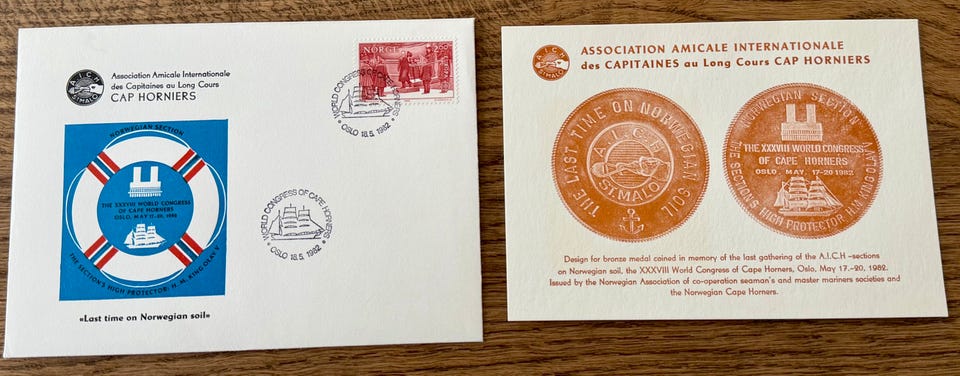 A.I.C.H
ST MALO
Association Amicale Internationale
des Capitaines au Long Cours
CAP HORNIERS
NORGE
2.00
WORLD CONGRESS OF CAPE HORNERS
• OSLO 18.5. 1982 •
NORWEGIAN SECTION
THE XXXVIII WORLD CONGRESS
OF CAPE HORNERS
OSLO, MAY 17-20, 1982
THE SECTION'S HIGH PROTECTOR: H. M. KING OLAV V
«Last time on Norwegian soil»
WORLD CONGRESS OF CAPE HORNERS
• OSLO 18.5. 1982 •
A.I.C.H
ST MALO
ASSOCIATION AMICALE INTERNATIONALE
des CAPITAINES au Long Cours CAP HORNIERS
THE LAST TIME ON NORWEGIAN SOIL
A.I.C.H
ST MALO
NORWEGIAN SECTION
THE XXXVIII WORLD CONGRESS
OF CAPE HORNERS
OSLO, MAY, 17-20 1982
THE SECTIONS HIGH PROTECTOR: H.M. KING OLAV
Design for bronze medal coined in memory of the last gathering of the A.I.C.H –sections
on Norwegian soil, the XXXVIII World Congress of Cape Horners, Oslo, May 17.–20, 1982.
Issued by the Norwegian Association of co-operation seaman's and master mariners societies and
the Norwegian Cape Horners.